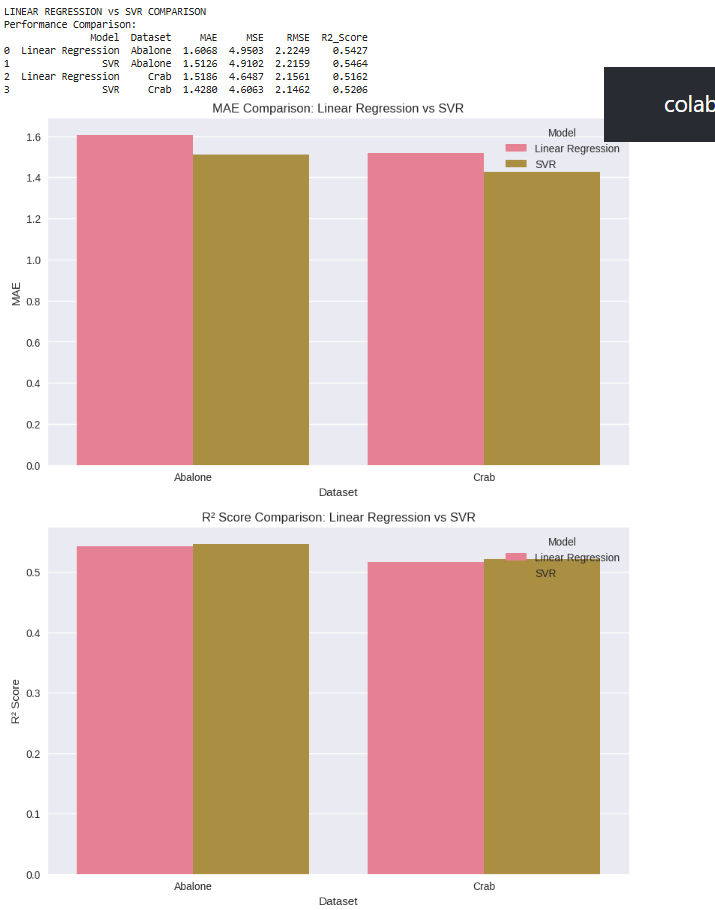 LINEAR REGRESSION vs SVR COMPARISON
Performance Comparison:
Model Dataset MAE MSE RMSE R2_Score
0 Linear Regression Abalone 1.6068 4.9503 2.2249 0.5427
1 SVR Abalone 1.5126 4.9102 2.2159 0.5464
2 Linear Regression Crab 1.5186 4.6487 2.1561 0.5162
3 SVR Crab 1.4280 4.6063 2.1462 0.5206
colab
MAE Comparison: Linear Regression vs SVR
Model
Linear Regression
SVR
1.6
1.4
1.2
1.0
0.8
0.6
0.4
0.2
0.0
MAE
Abalone Crab
Dataset
R² Score Comparison: Linear Regression vs SVR
Model
Linear Regression
SVR
0.5
0.4
0.3
0.2
0.1
0.0
R² Score
Abalone Crab
Dataset